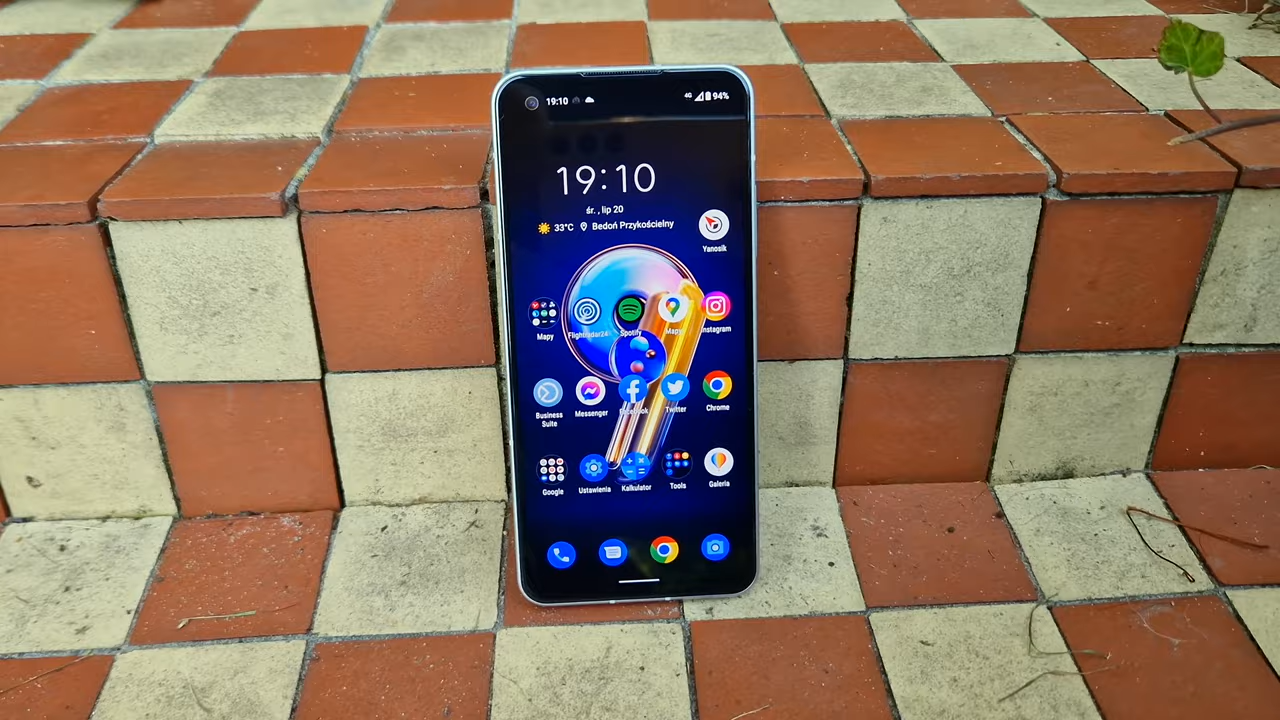 19:10
4G 94%
19:10
śr., lip 20
33°C Bedoń Przykościelny
Yanosik
Mapy Flightradar24 Spotify Mapy Instagram
Business Suite Messenger Facebook Twitter Chrome
Google Ustawienia Kalkulator Tools Galeria